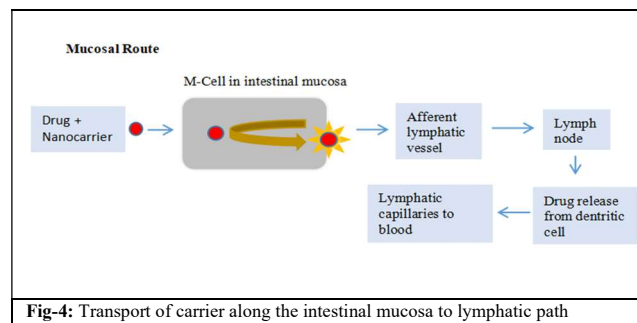 Mucosal Route
M-Cell in intestinal mucosa
Drug +
Nanocarrier
Afferent
lymphatic
vessel
Lymph
node
Drug release
from dentritic
cell
Lymphatic
capillaries to
blood
Fig-4: Transport of carrier along the intestinal mucosa to lymphatic path